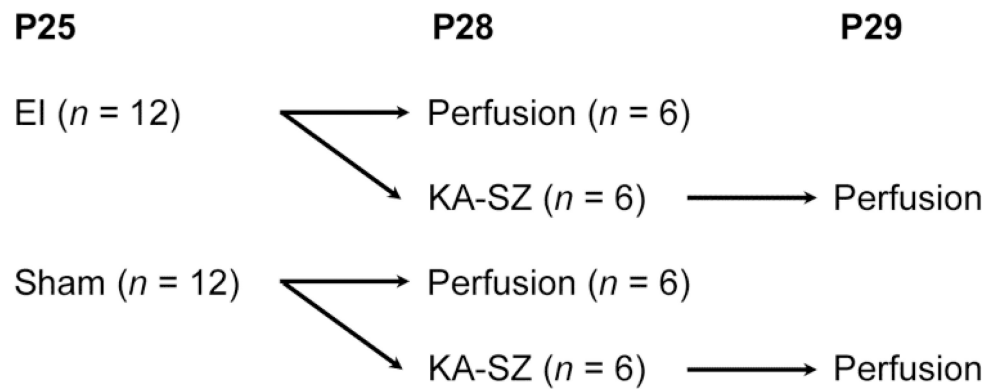 P25 P28 P29
EI (n = 12) Perfusion (n = 6)
KA-SZ (n = 6) Perfusion
Sham (n = 12) Perfusion (n = 6)
KA-SZ (n = 6) Perfusion